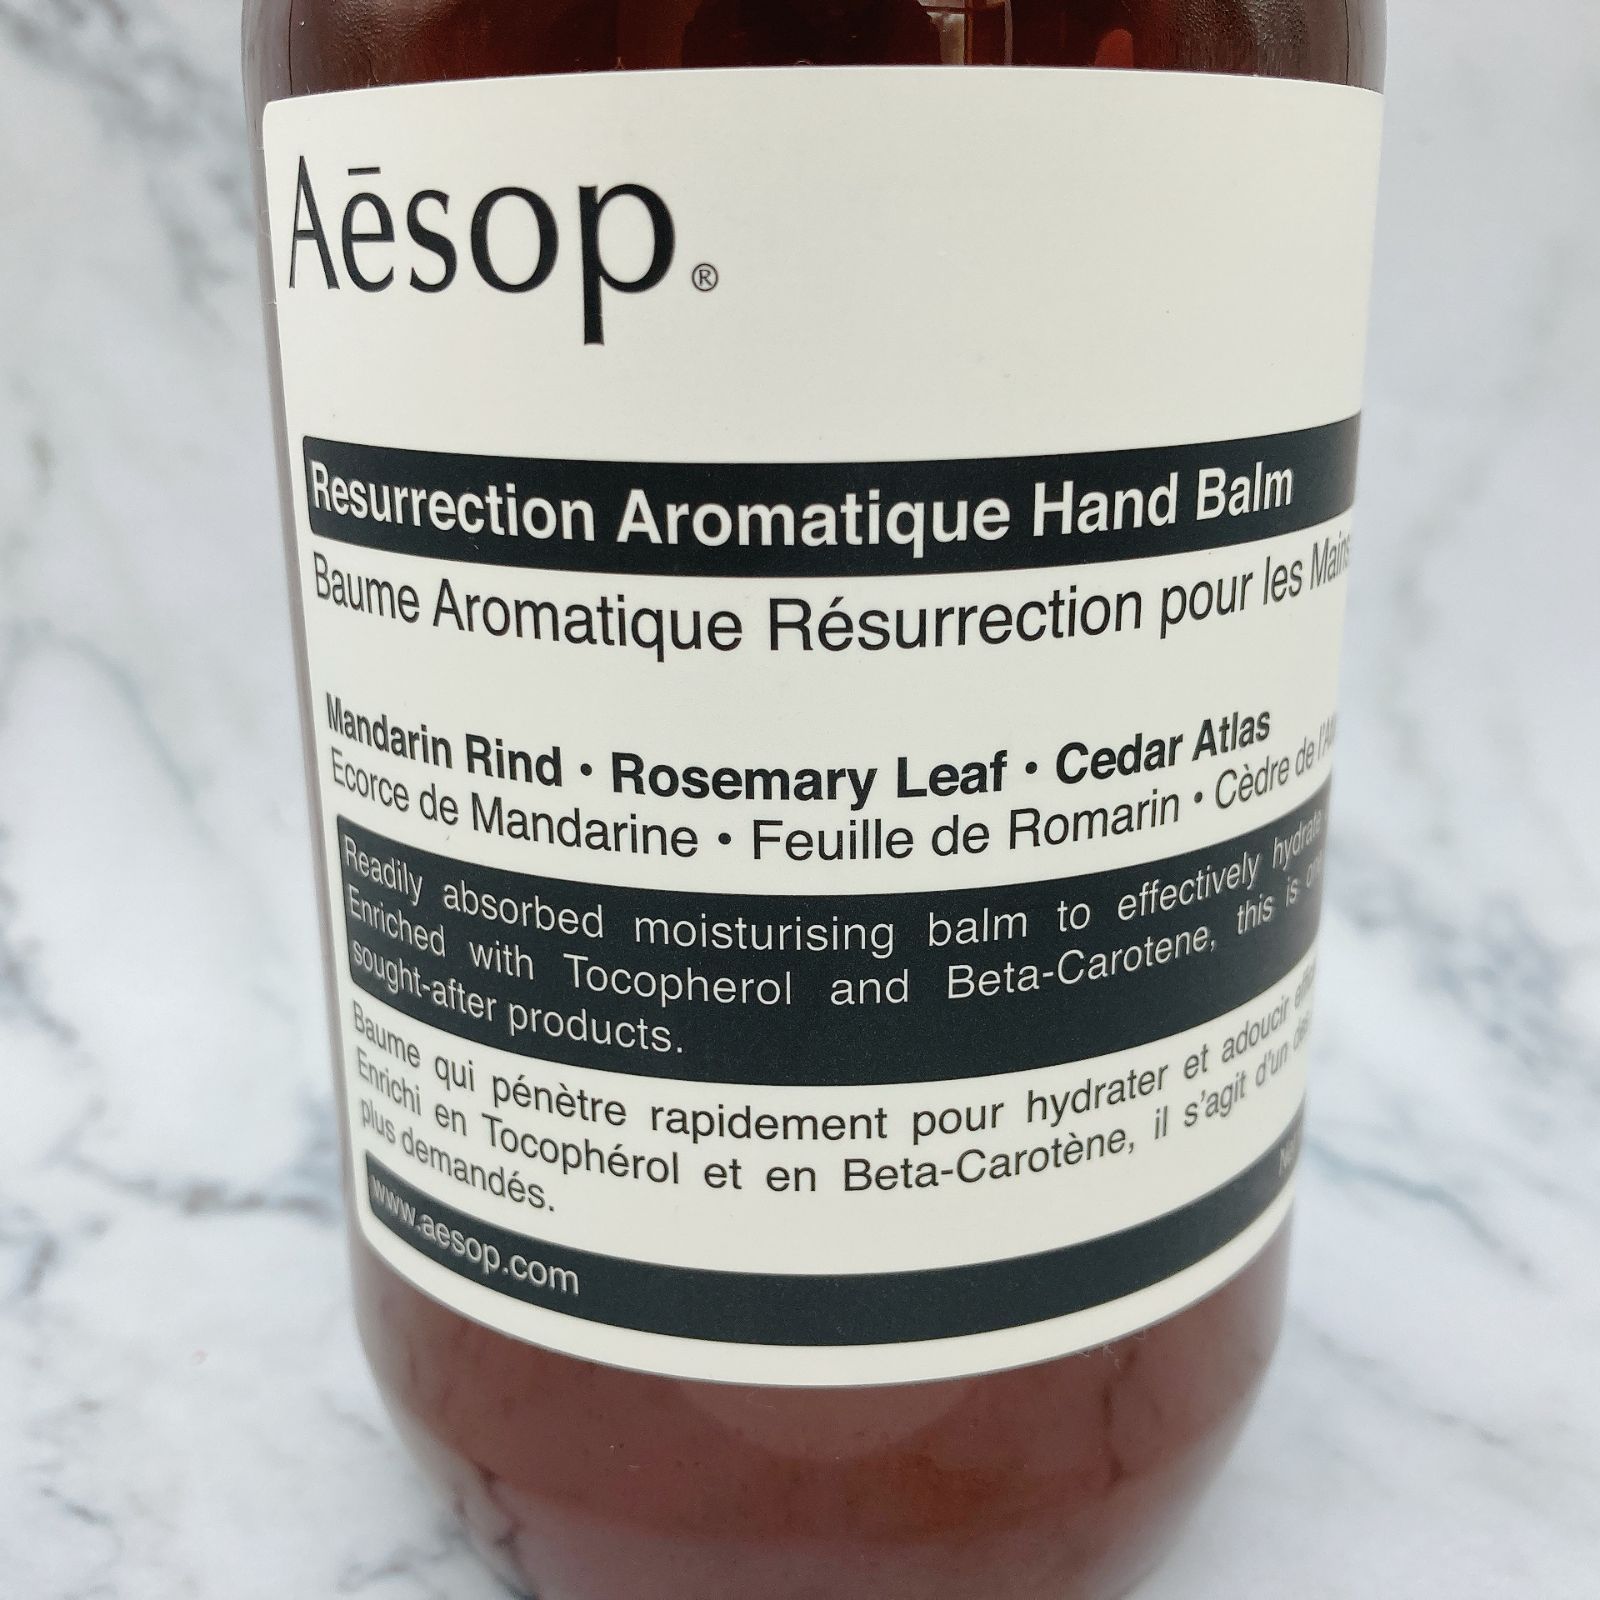 Aēsop®
Resurrection Aromatique Hand Balm
Baume Aromatique Résurrection pour les Mains
Mandarin Rind • Rosemary Leaf • Cedar Atlas
Ecorce de Mandarine • Feuille de Romarin • Cèdre de
Readily absorbed moisturising balm to effectively hydrate
Enriched with Tocopherol and Beta-Carotene, this is
sought-after products.
Baume qui pénètre rapidement pour hydrater et adoucir
Enrichi en Tocophérol et en Beta-Carotène, il s'agit d'un
plus demandés.
www.aesop.com